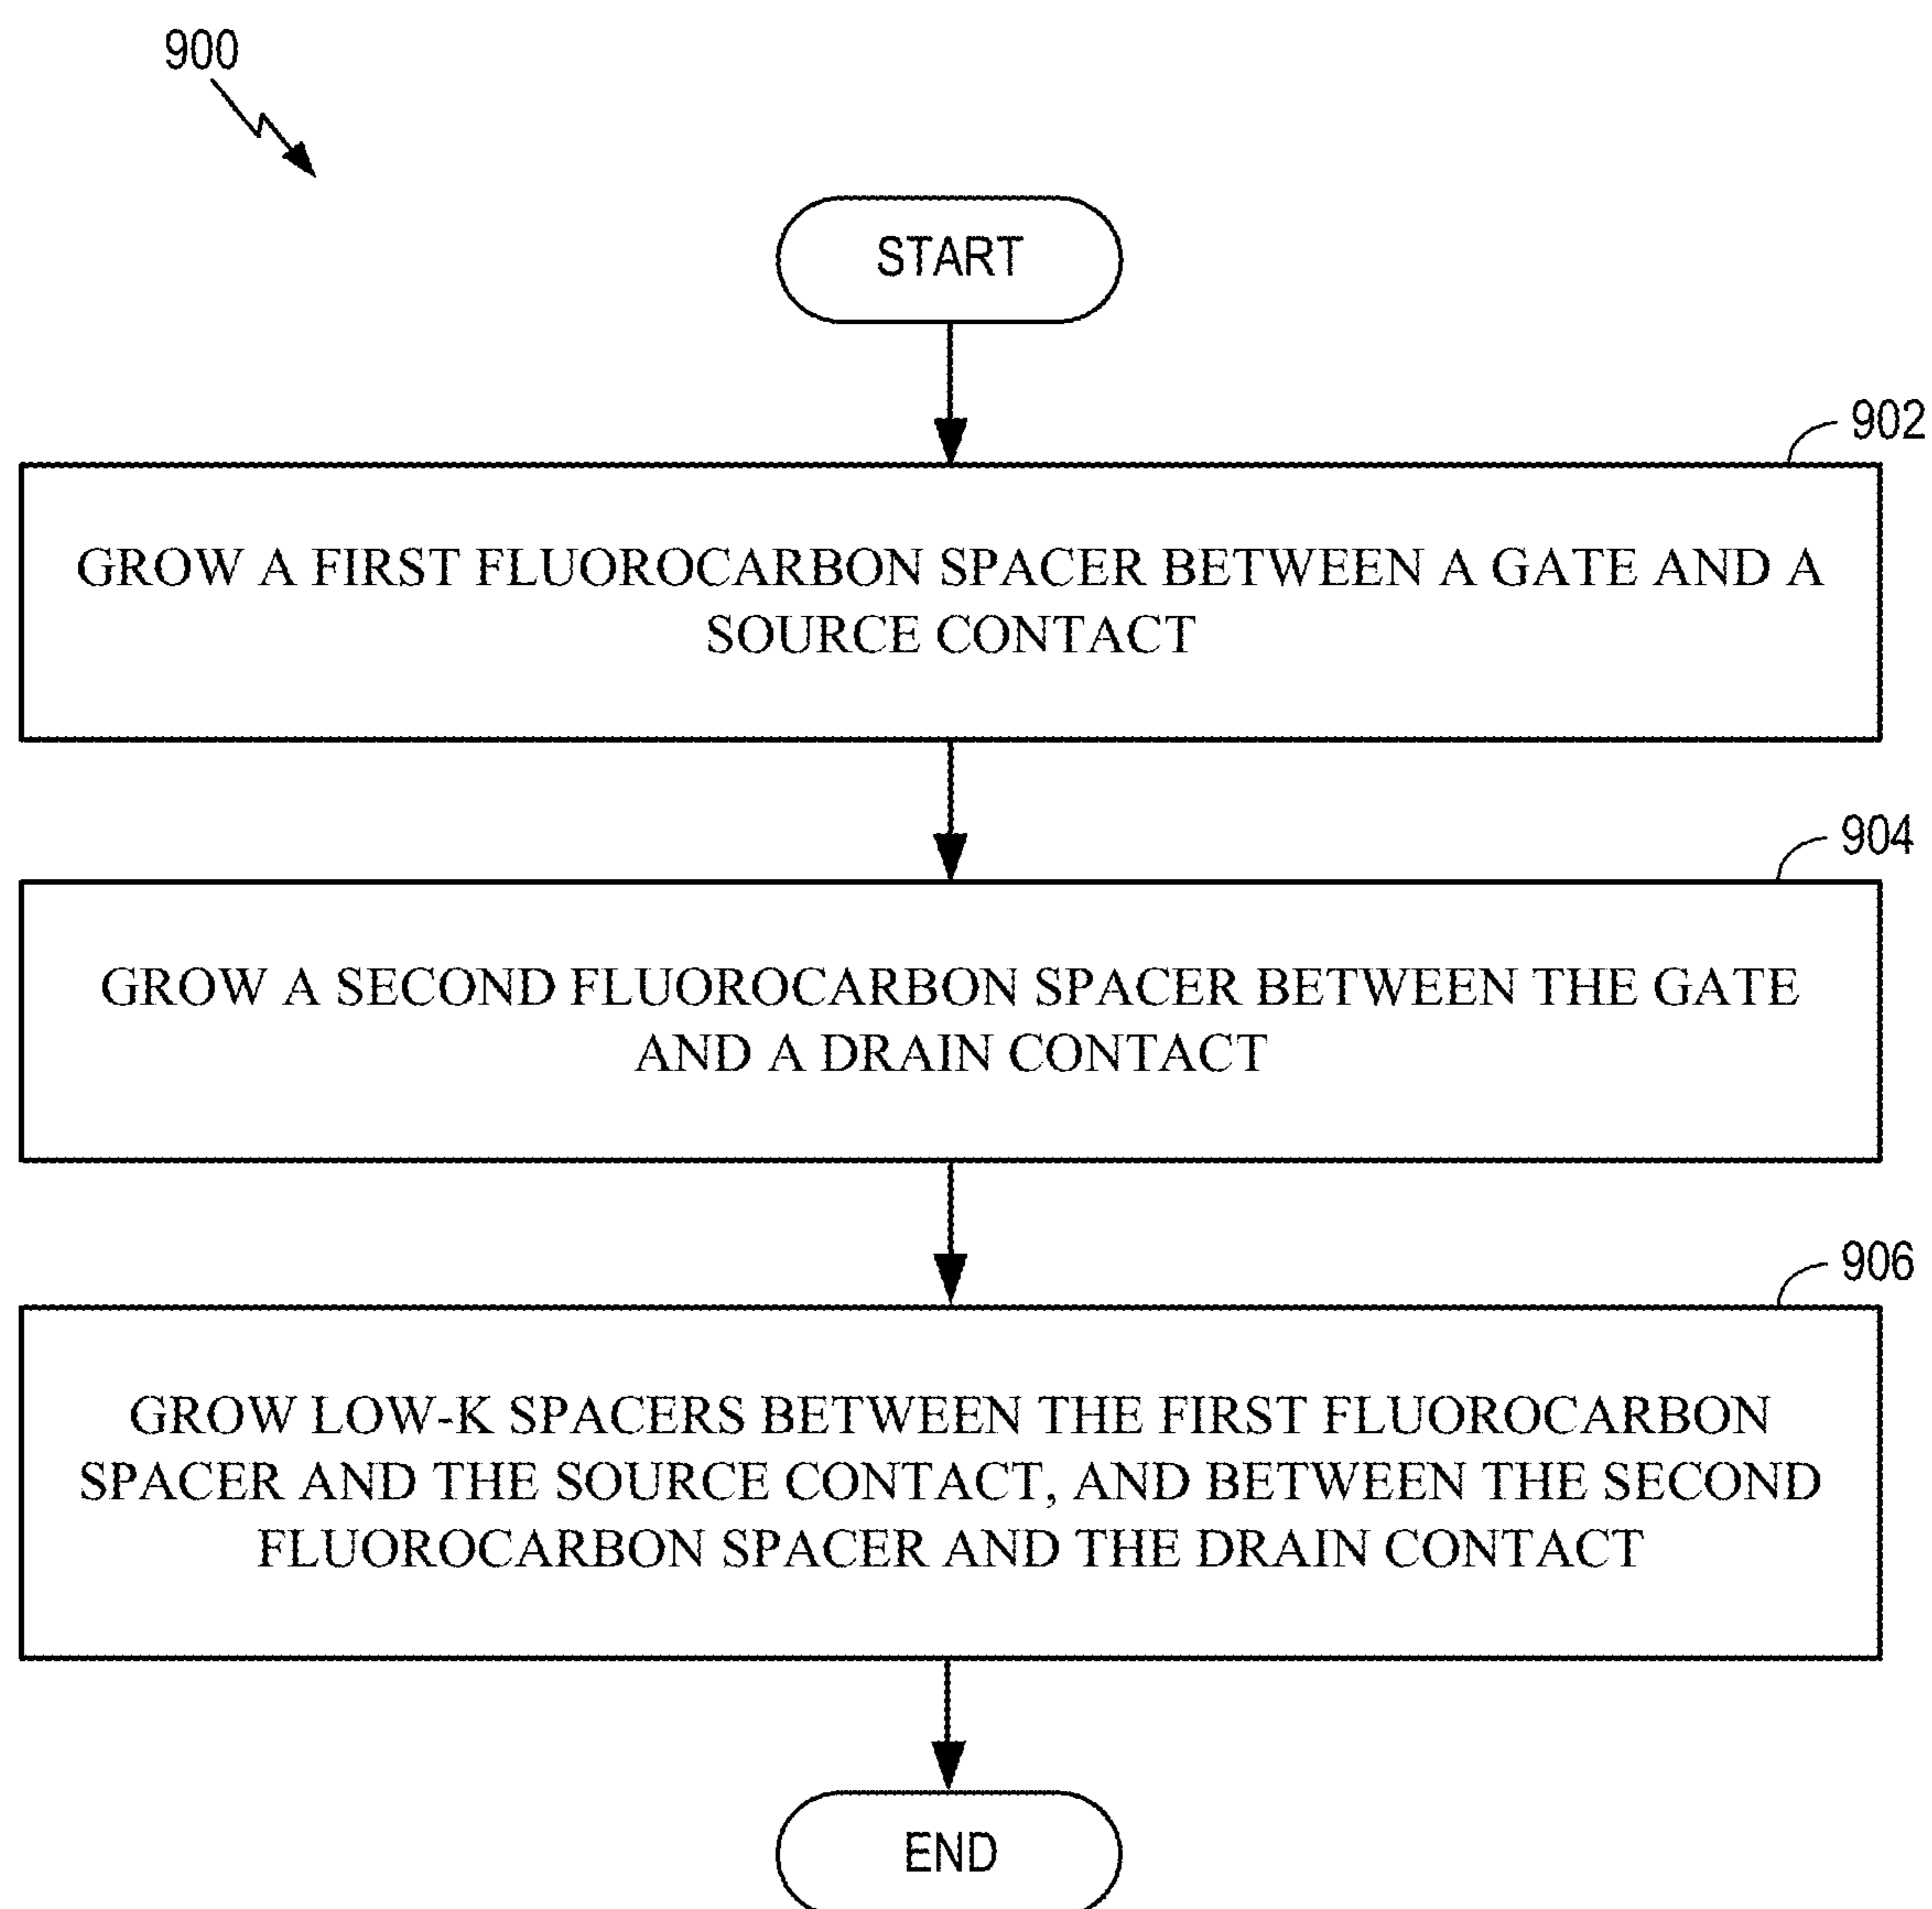 900
START
902
GROW A FIRST FLUOROCARBON SPACER BETWEEN A GATE AND A
SOURCE CONTACT
904
GROW A SECOND FLUOROCARBON SPACER BETWEEN THE GATE
AND A DRAIN CONTACT
906
GROW LOW-K SPACERS BETWEEN THE FIRST FLUOROCARBON
SPACER AND THE SOURCE CONTACT, AND BETWEEN THE SECOND
FLUOROCARBON SPACER AND THE DRAIN CONTACT
END